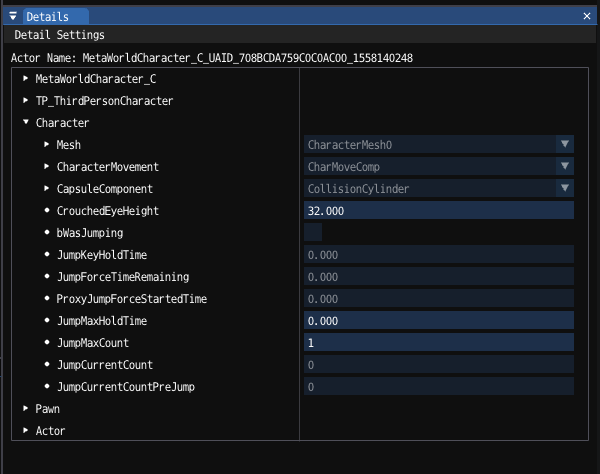 Details
Detail Settings
Actor Name: MetaWorldCharacter_C_UAID_708BCDA759C0C0AC00_1558140248
MetaWorldCharacter_C
TP_ThirdPersonCharacter
Character
Mesh CharacterMesh0
CharacterMovement CharMoveComp
CapsuleComponent CollisionCylinder
CrouchedEyeHeight 32.000
bWasJumping
JumpKeyHoldTime 0.000
JumpForceTimeRemaining 0.000
ProxyJumpForceStartedTime 0.000
JumpMaxHoldTime 0.000
JumpMaxCount 1
JumpCurrentCount 0
JumpCurrentCountPreJump 0
Pawn
Actor